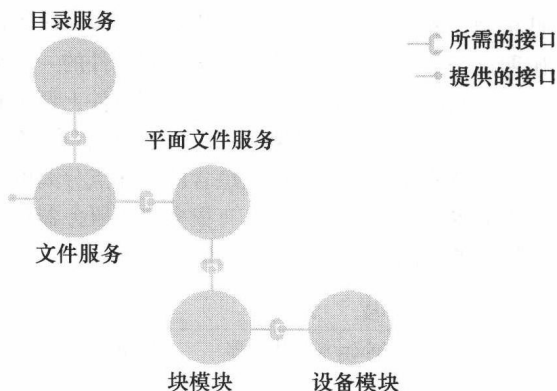 目录服务
所需的接口
提供的接口
平面文件服务
文件服务
块模块
设备模块